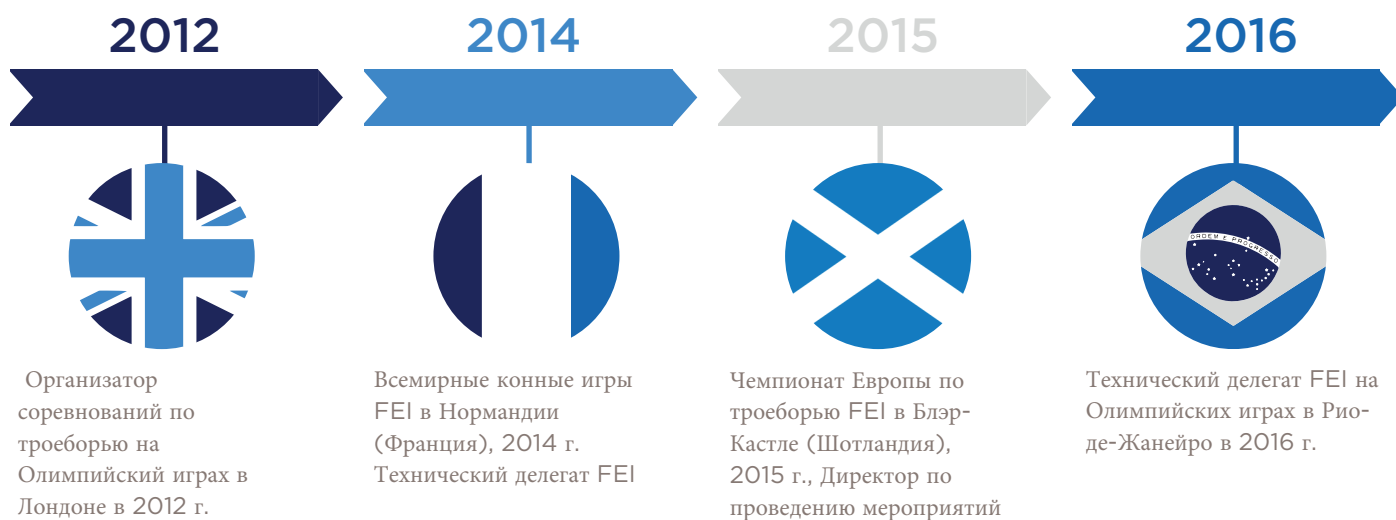 2012
2014
2015
2016
ORDEM E PROGRESSO
Организатор
соревнований по
троеборью на
Олимпийский играх в
Лондоне в 2012 г.
Всемирные конные игры
FEI в Нормандии
(Франция), 2014 г.
Технический делегат FEI
Чемпионат Европы по
троеборью FEI в Блэр-
Кастле (Шотландия),
2015 г., Директор по
проведению мероприятий
Технический делегат FEI на
Олимпийских играх в Рио-
де-Жанейро в 2016 г.